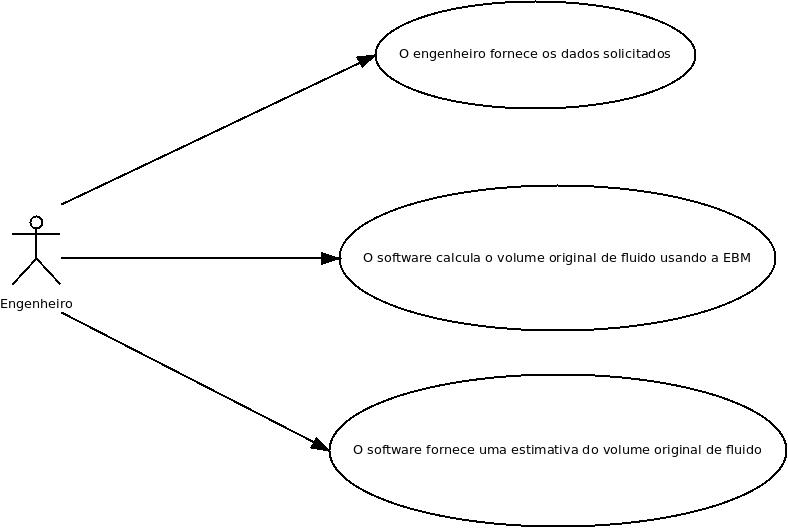 O engenheiro fornece os dados solicitados
O software calcula o volume original de fluido usando a EBM
Engenheiro
O software fornece uma estimativa do volume original de fluido